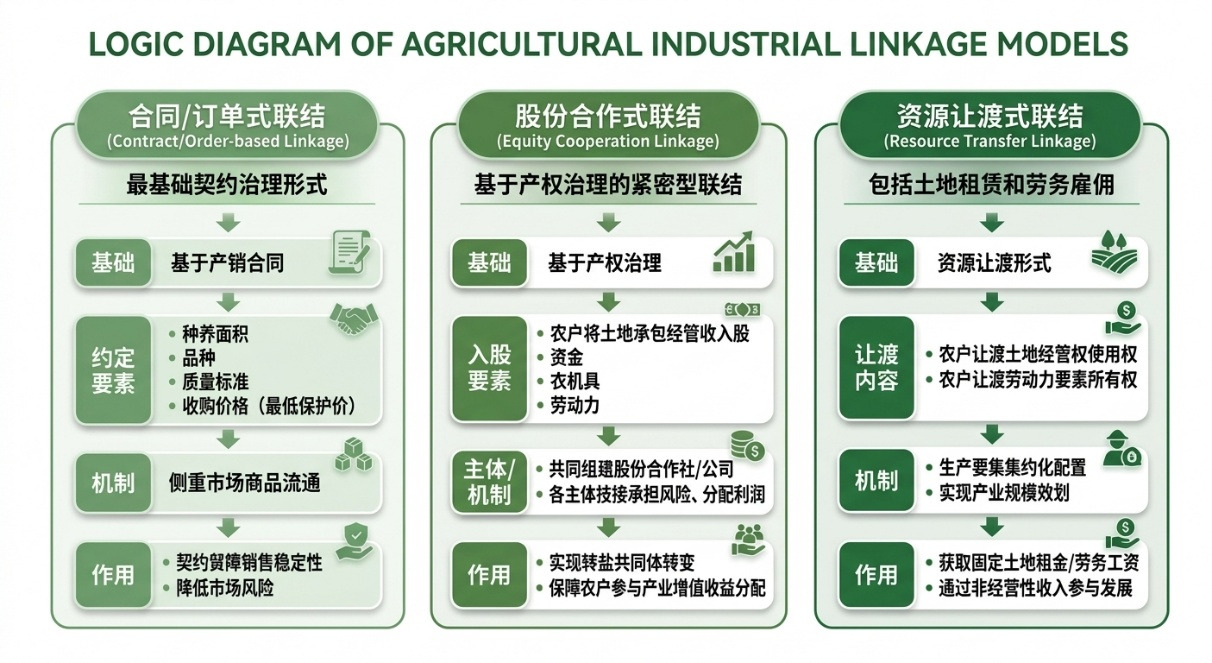 LOGIC DIAGRAM OF AGRICULTURAL INDUSTRIAL LINKAGE MODELS
合同/订单式联结
(Contract/Order-based Linkage)
最基础契约治理形式
基础
基于产销合同
约定
要素
• 种养面积
• 品种
• 质量标准
• 收购价格（最低保护价）
机制
侧重市场商品流通
作用
• 契约贸障销售稳定性
• 降低市场风险
股份合作式联结
(Equity Cooperation Linkage)
基于产权治理的紧密型联结
基础
基于产权治理
入股
要素
• 农户将土地承包经管收入股
• 资金
• 衣机具
• 劳动力
主体/
机制
• 共同组建股份合作社/公司
• 各主体技接承担风险、分配利润
作用
• 实现转盐共同体转变
• 保障农户参与产业增值收益分配
资源让渡式联结
(Resource Transfer Linkage)
包括土地租赁和劳务雇佣
基础
资源让渡形式
让渡
内容
• 农户让渡土地经管权使用权
• 农户让渡劳动力要素所有权
机制
• 生产要集集约化配置
• 实现产业规模效划
作用
• 获取固定土地租金/劳务工资
• 通过非经营性收入参与发展